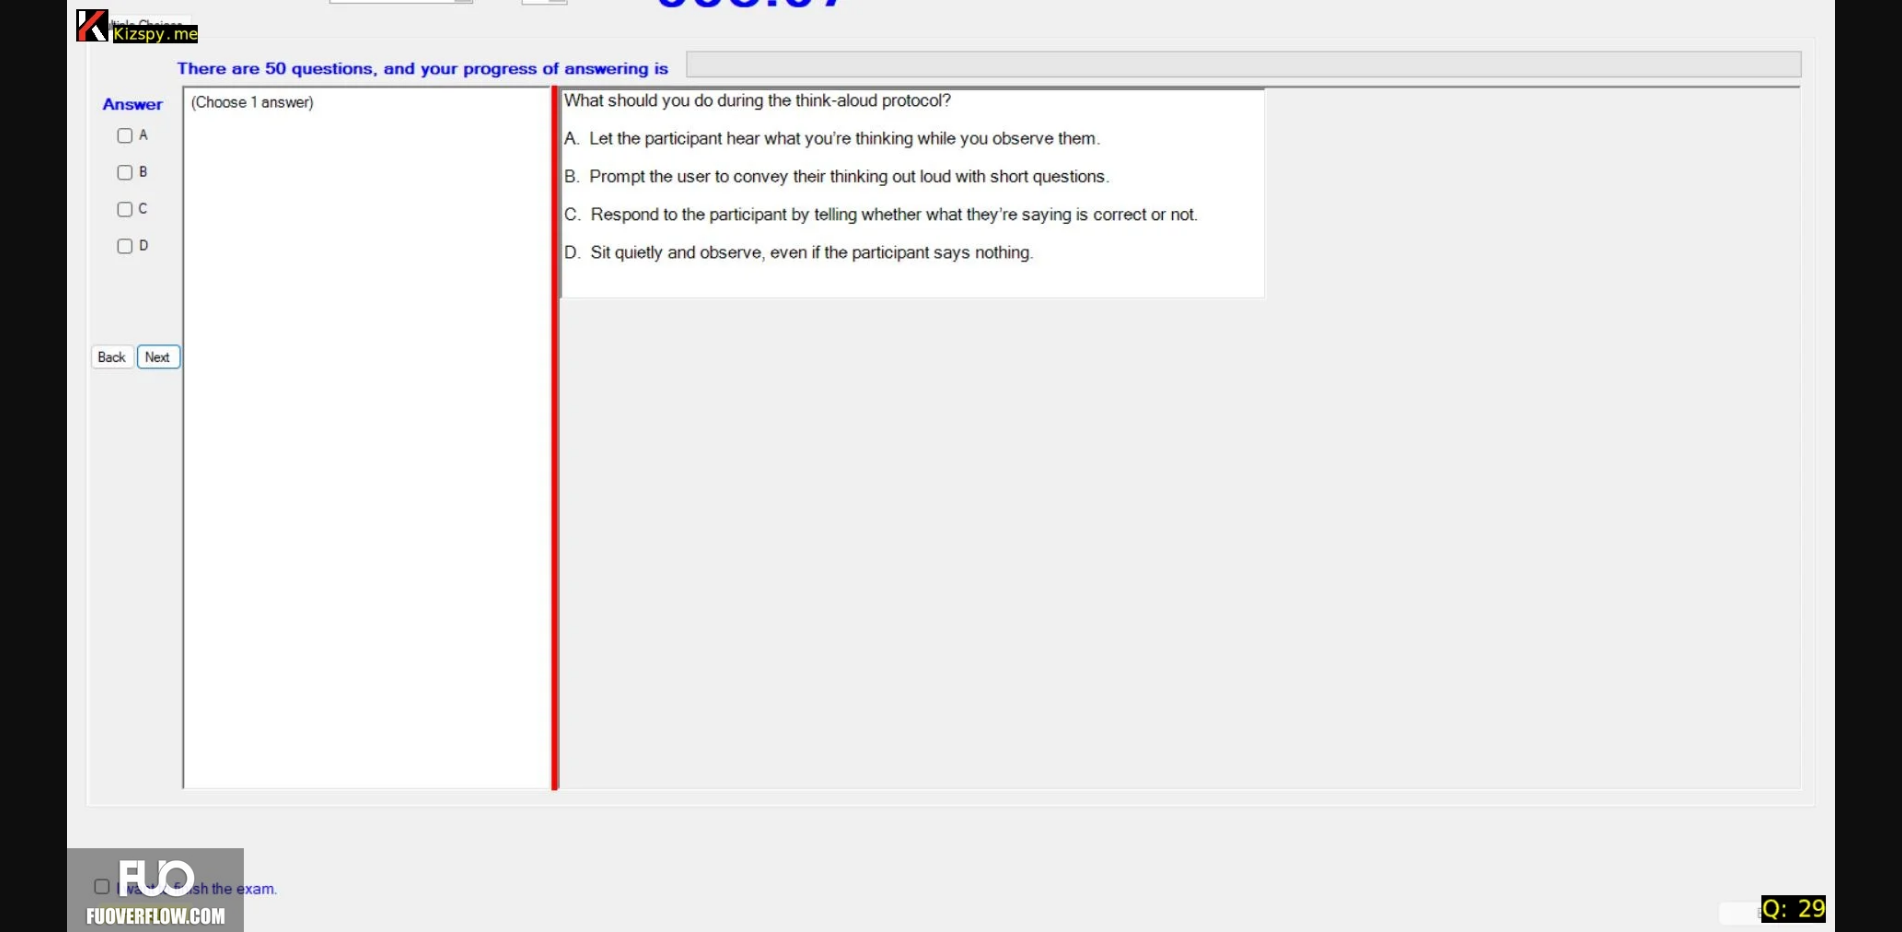 Kizspy.me
There are 50 questions, and your progress of answering is
Answer
(Choose 1 answer)
A
B
C
D
Back
Next
What should you do during the think-aloud protocol?
A. Let the participant hear what you're thinking while you observe them.
B. Prompt the user to convey their thinking out loud with short questions.
C. Respond to the participant by telling whether what they're saying is correct or not.
D. Sit quietly and observe, even if the participant says nothing.
FUO
the exam.
FUOVERFLOW.COM
Q: 29